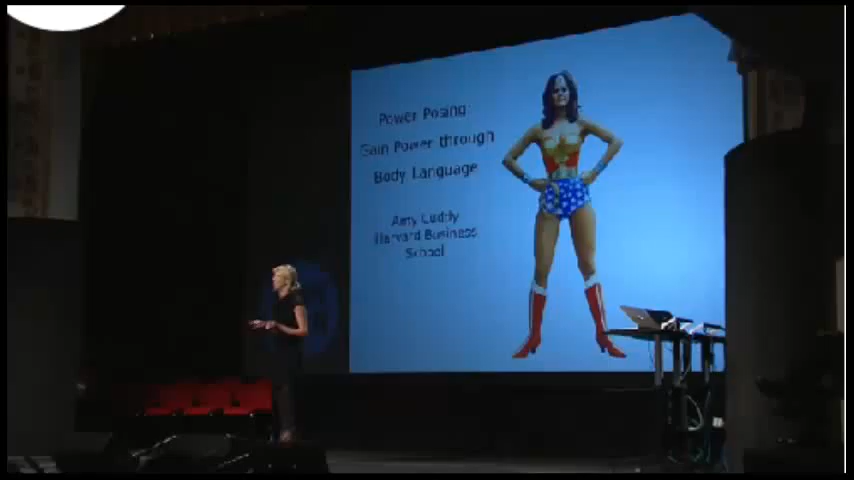 Power Posing:
Gain Power through
Body Language
Amy Cuddy
Harvard Business
School